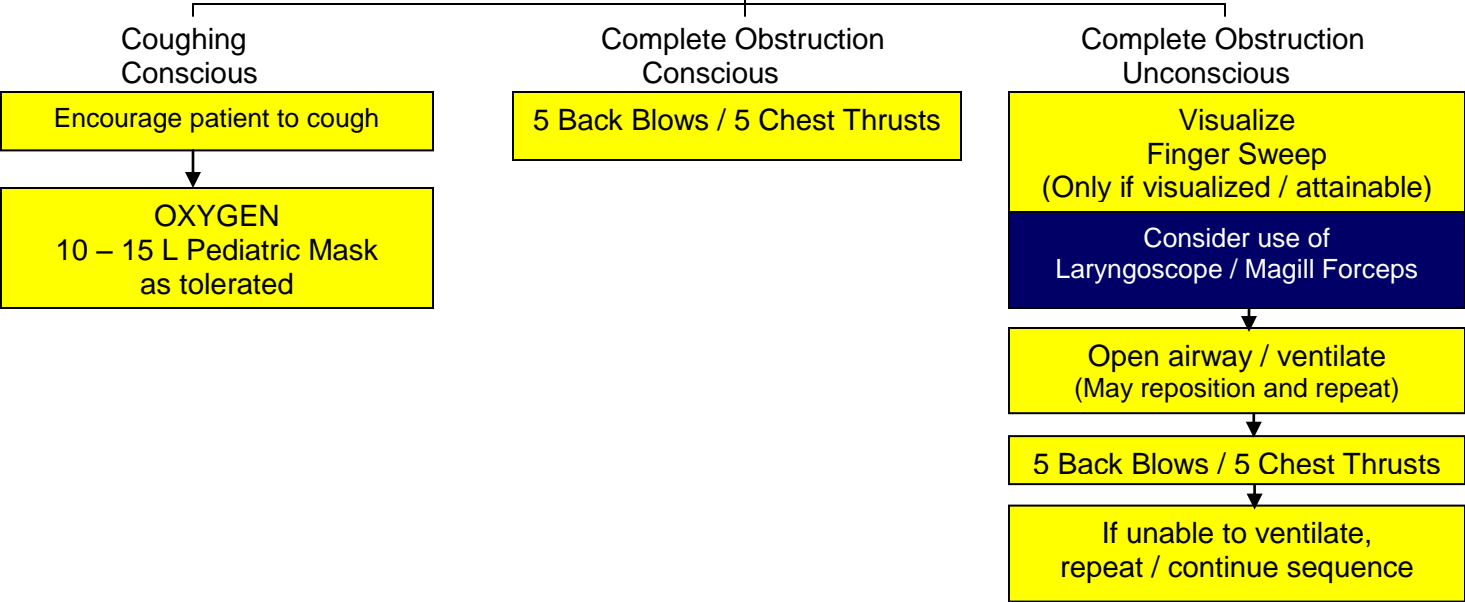 Coughing
Conscious
Encourage patient to cough
OXYGEN
10 – 15 L Pediatric Mask
as tolerated
Complete Obstruction
Conscious
5 Back Blows / 5 Chest Thrusts
Complete Obstruction
Unconscious
Visualize
Finger Sweep
(Only if visualized / attainable)
Consider use of
Laryngoscope / Magill Forceps
Open airway / ventilate
(May reposition and repeat)
5 Back Blows / 5 Chest Thrusts
If unable to ventilate,
repeat / continue sequence